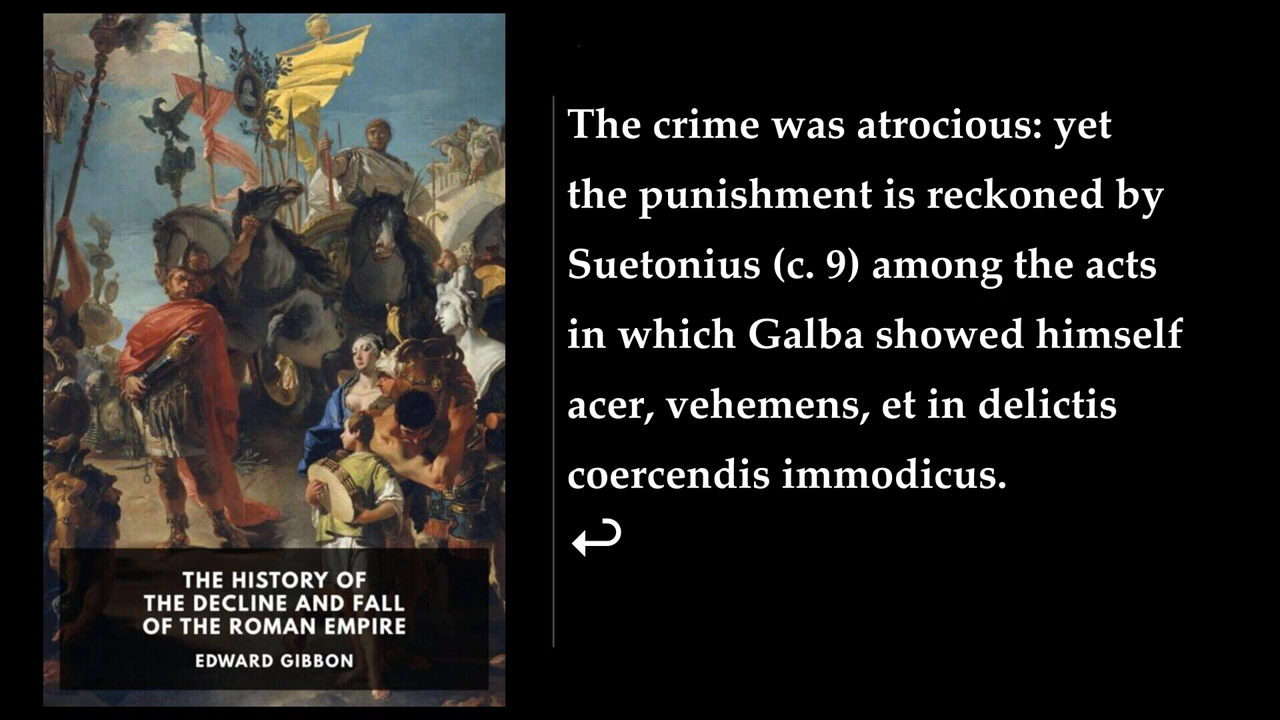 THE HISTORY OF
THE DECLINE AND FALL
OF THE ROMAN EMPIRE
EDWARD GIBBON
The crime was atrocious: yet
the punishment is reckoned by
Suetonius (c. 9) among the acts
in which Galba showed himself
acer, vehemens, et in delictis
coercendis immodicus.
↩